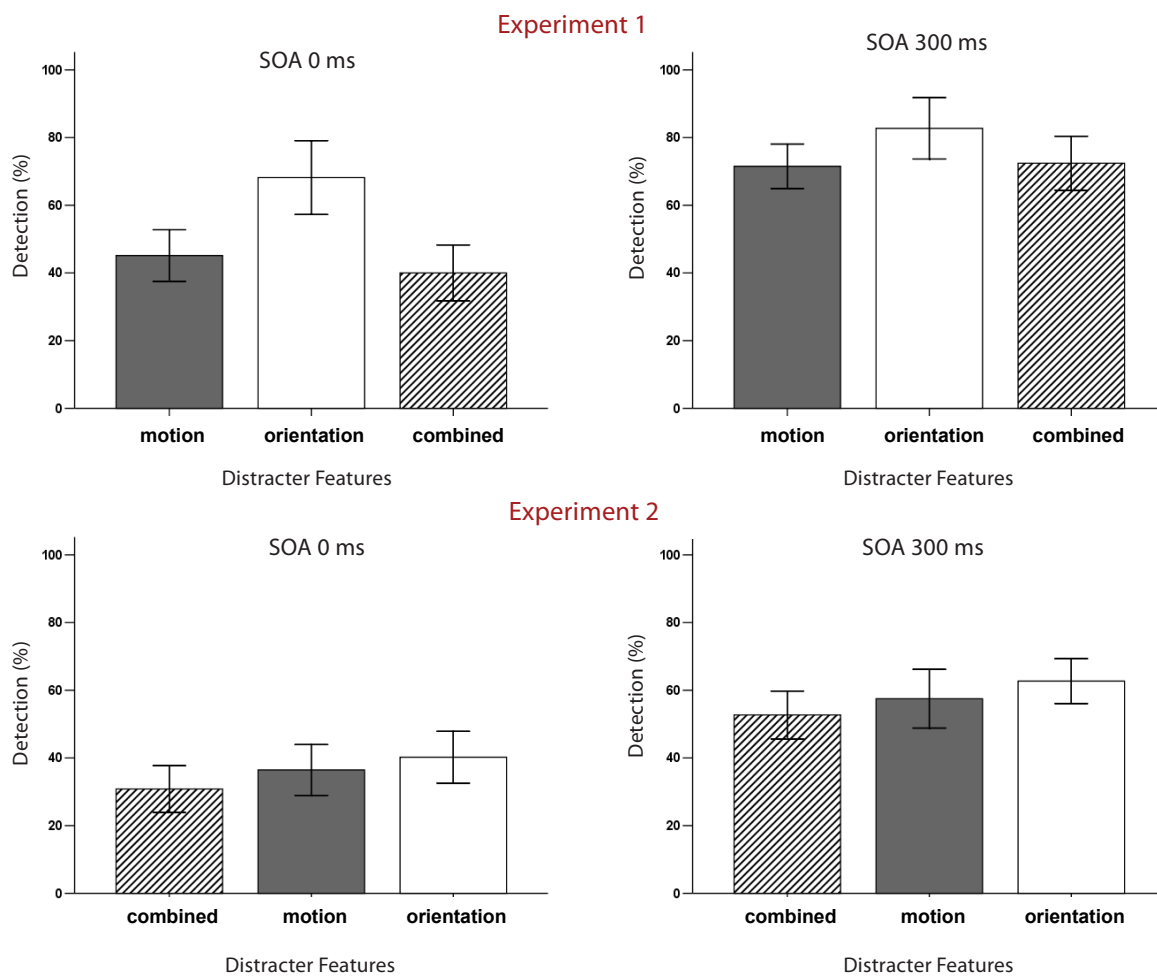 Experiment 1
SOA 0 ms
100
80
60
40
20
0
Detection (%)
motion orientation combined
Distracter Features
SOA 300 ms
100
80
60
40
20
0
Detection (%)
motion orientation combined
Distracter Features
Experiment 2
SOA 0 ms
100
80
60
40
20
0
Detection (%)
combined motion orientation
Distracter Features
SOA 300 ms
100
80
60
40
20
0
Detection (%)
combined motion orientation
Distracter Features